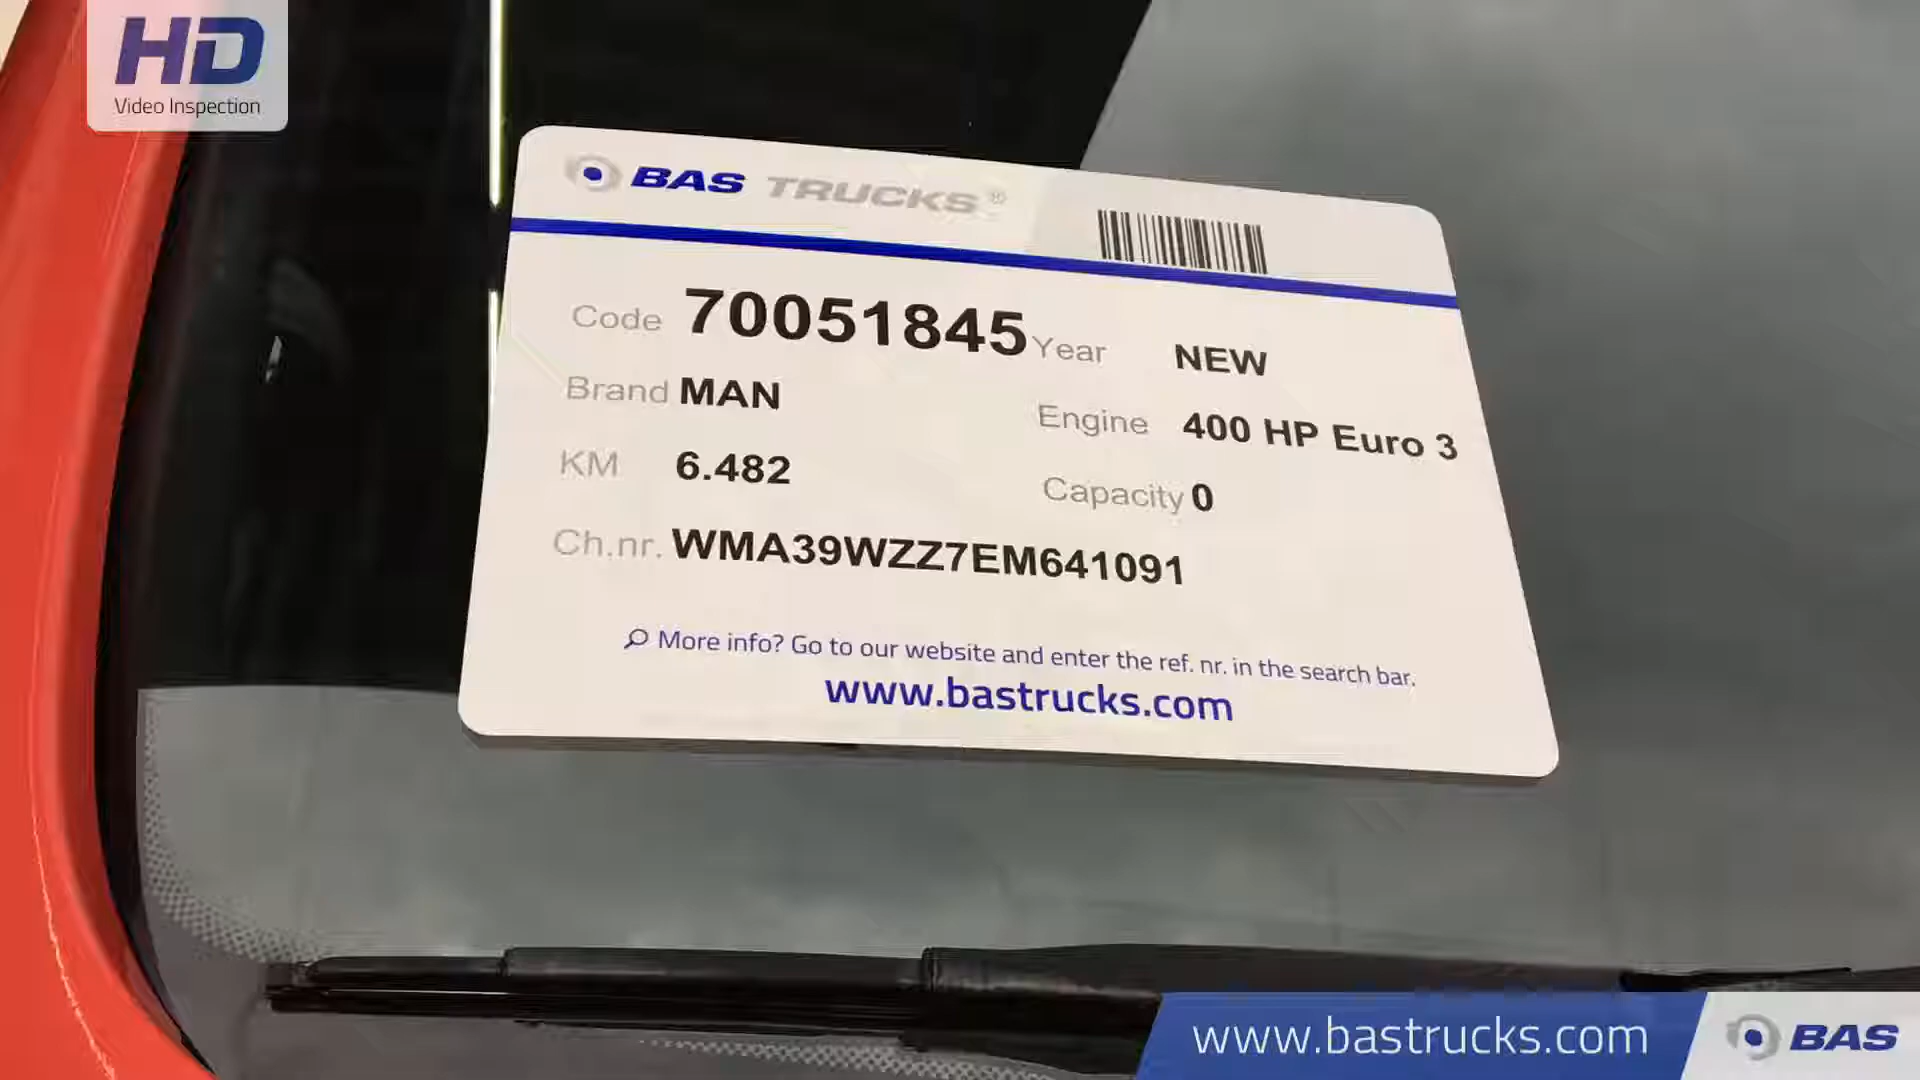 HD
Video Inspection
BAS TRUCKS®
Code 70051845 Year NEW
Brand MAN
Engine 400 HP Euro 3
KM 6.482
Capacity 0
Ch.nr. WMA39WZZ7EM641091
More info? Go to our website and enter the ref. nr. in the search bar.
www.bastrucks.com
www.bastrucks.com
BAS